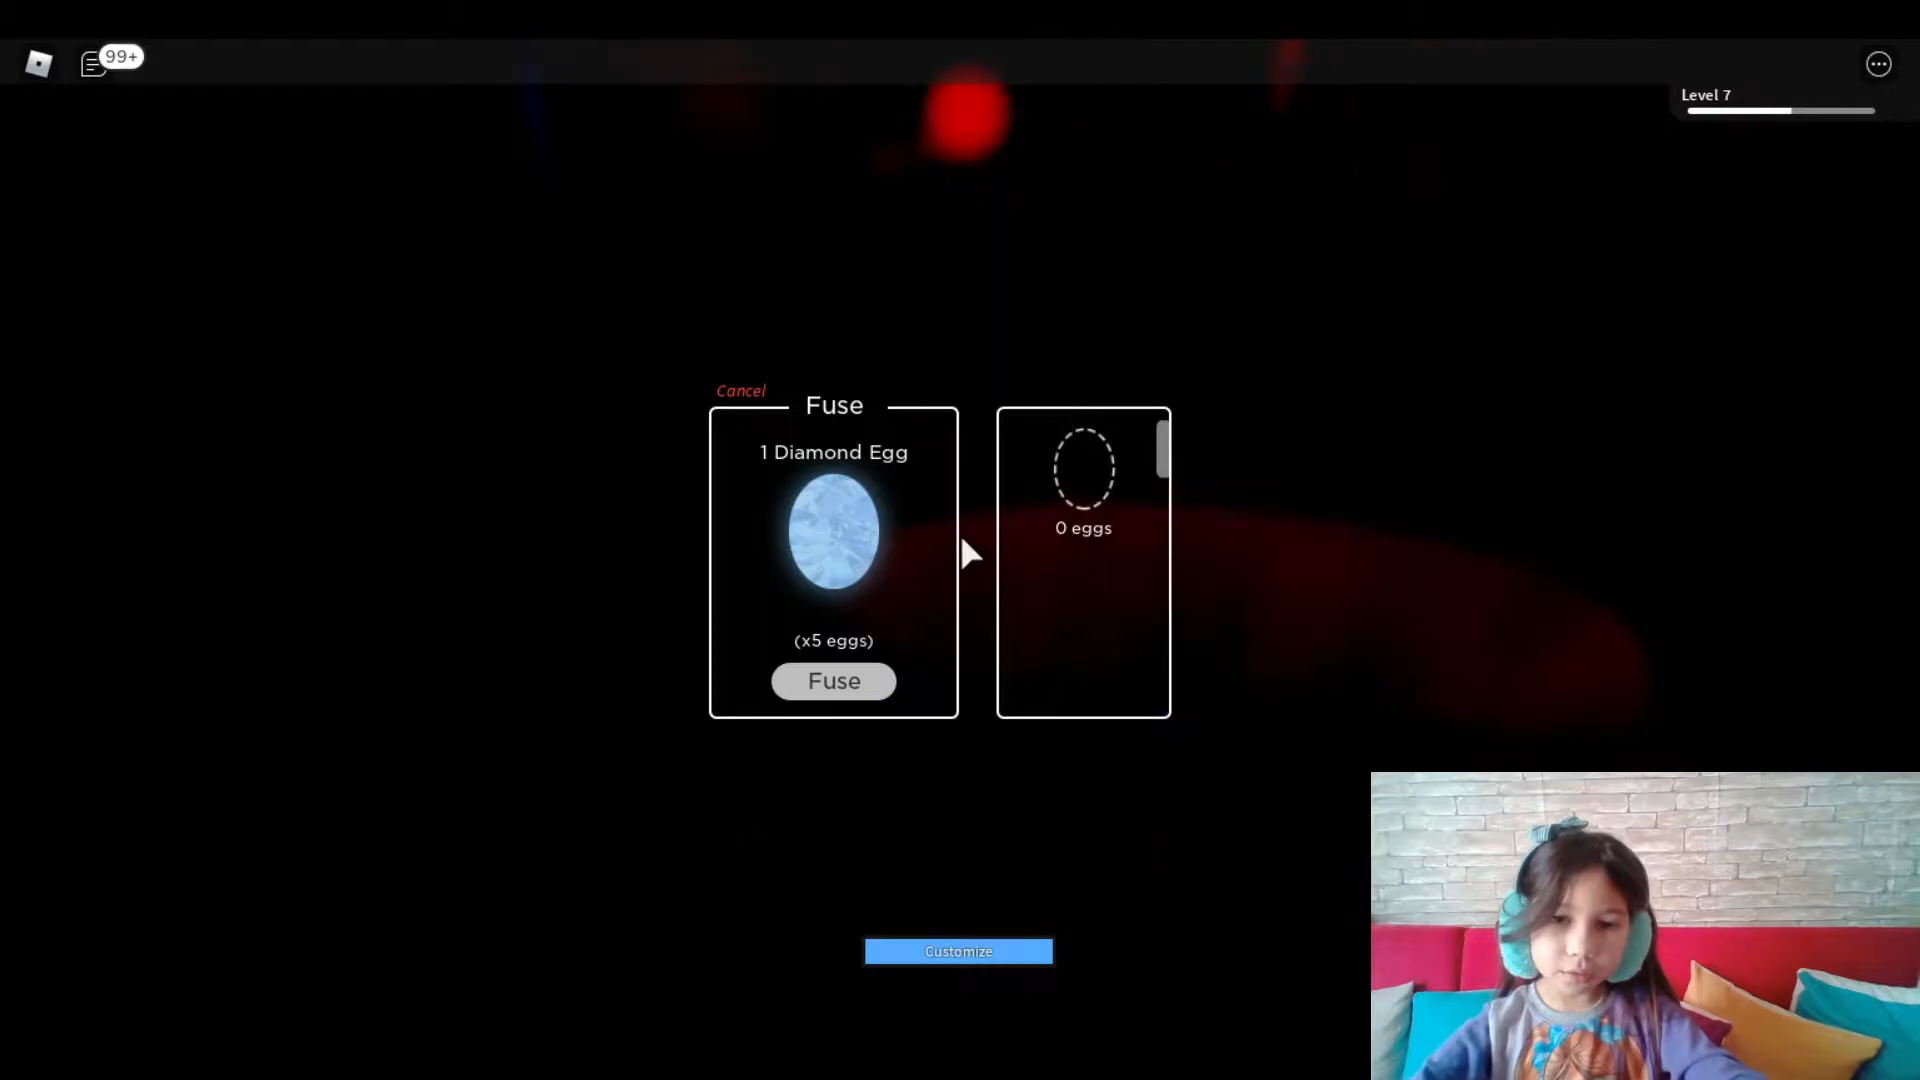 99+
Level 7
Cancel
Fuse
1 Diamond Egg
(x5 eggs)
Fuse
0 eggs
Customize